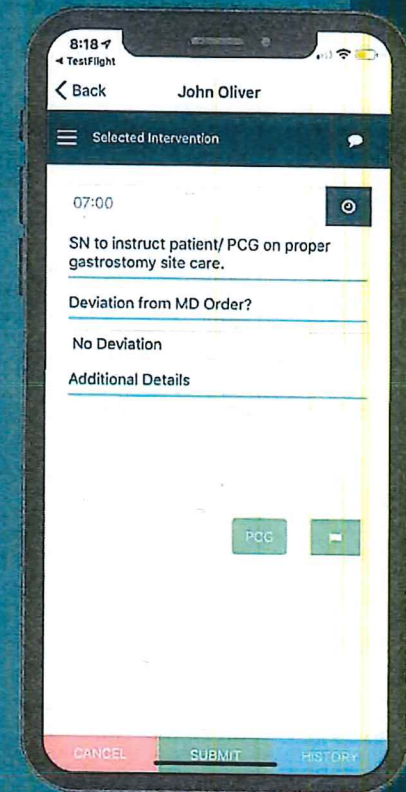 8:18
◀ TestFlight
Back John Oliver
Selected Intervention
07:00
SN to instruct patient/ PCG on proper
gastrostomy site care.
Deviation from MD Order?
No Deviation
Additional Details
PCG
CANCEL SUBMIT HISTORY